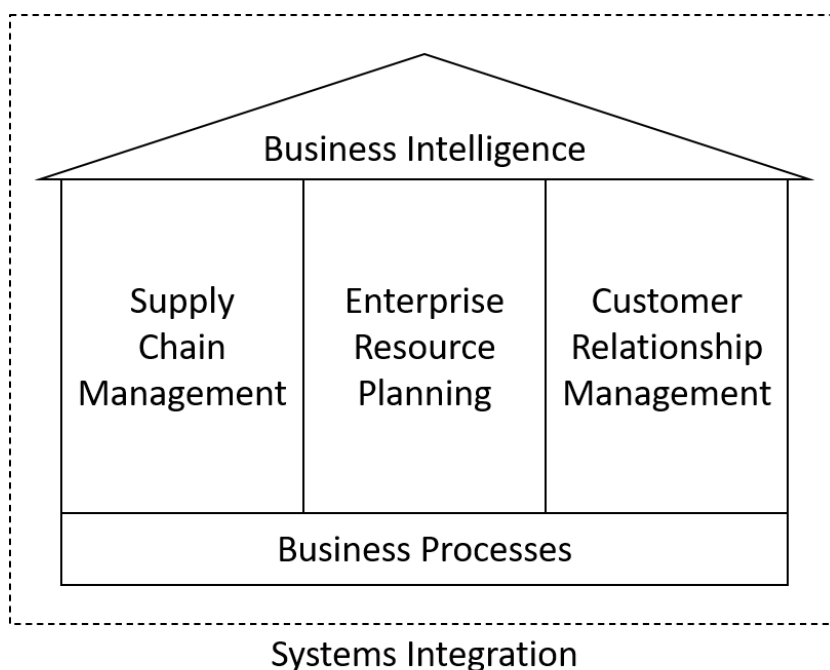 Business Intelligence
Supply
Chain
Management
Enterprise
Resource
Planning
Customer
Relationship
Management
Business Processes
Systems Integration